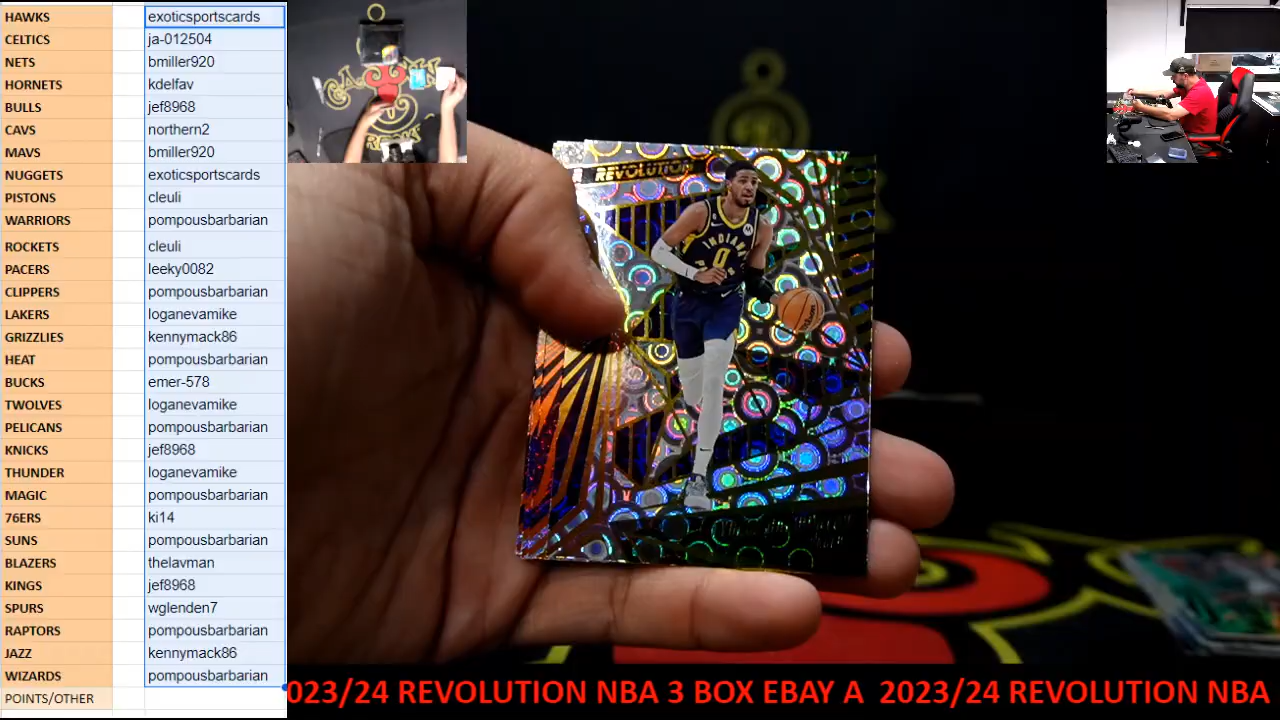 HAWKS exoticsportscards
CELTICS ja-012504
NETS bmiller920
HORNETS kdelfav
BULLS jef8968
CAVS northern2
MAVS bmiller920
NUGGETS exoticsportscards
PISTONS cleuli
WARRIORS pompousbarbarian
ROCKETS cleuli
PACERS leeky0082
CLIPPERS pompousbarbarian
LAKERS loganevamike
GRIZZLIES kennymack86
HEAT pompousbarbarian
BUCKS emer-578
TWOLVES loganevamike
PELICANS pompousbarbarian
KNICKS jef8968
THUNDER loganevamike
MAGIC pompousbarbarian
76ERS ki14
SUNS pompousbarbarian
BLAZERS thelavman
KINGS jef8968
SPURS wglenden7
RAPTORS pompousbarbarian
JAZZ kennymack86
WIZARDS pompousbarbarian
POINTS/OTHER
REVOLUTION
INDIANA
0
023/24 REVOLUTION NBA 3 BOX EBAY A 2023/24 REVOLUTION NBA